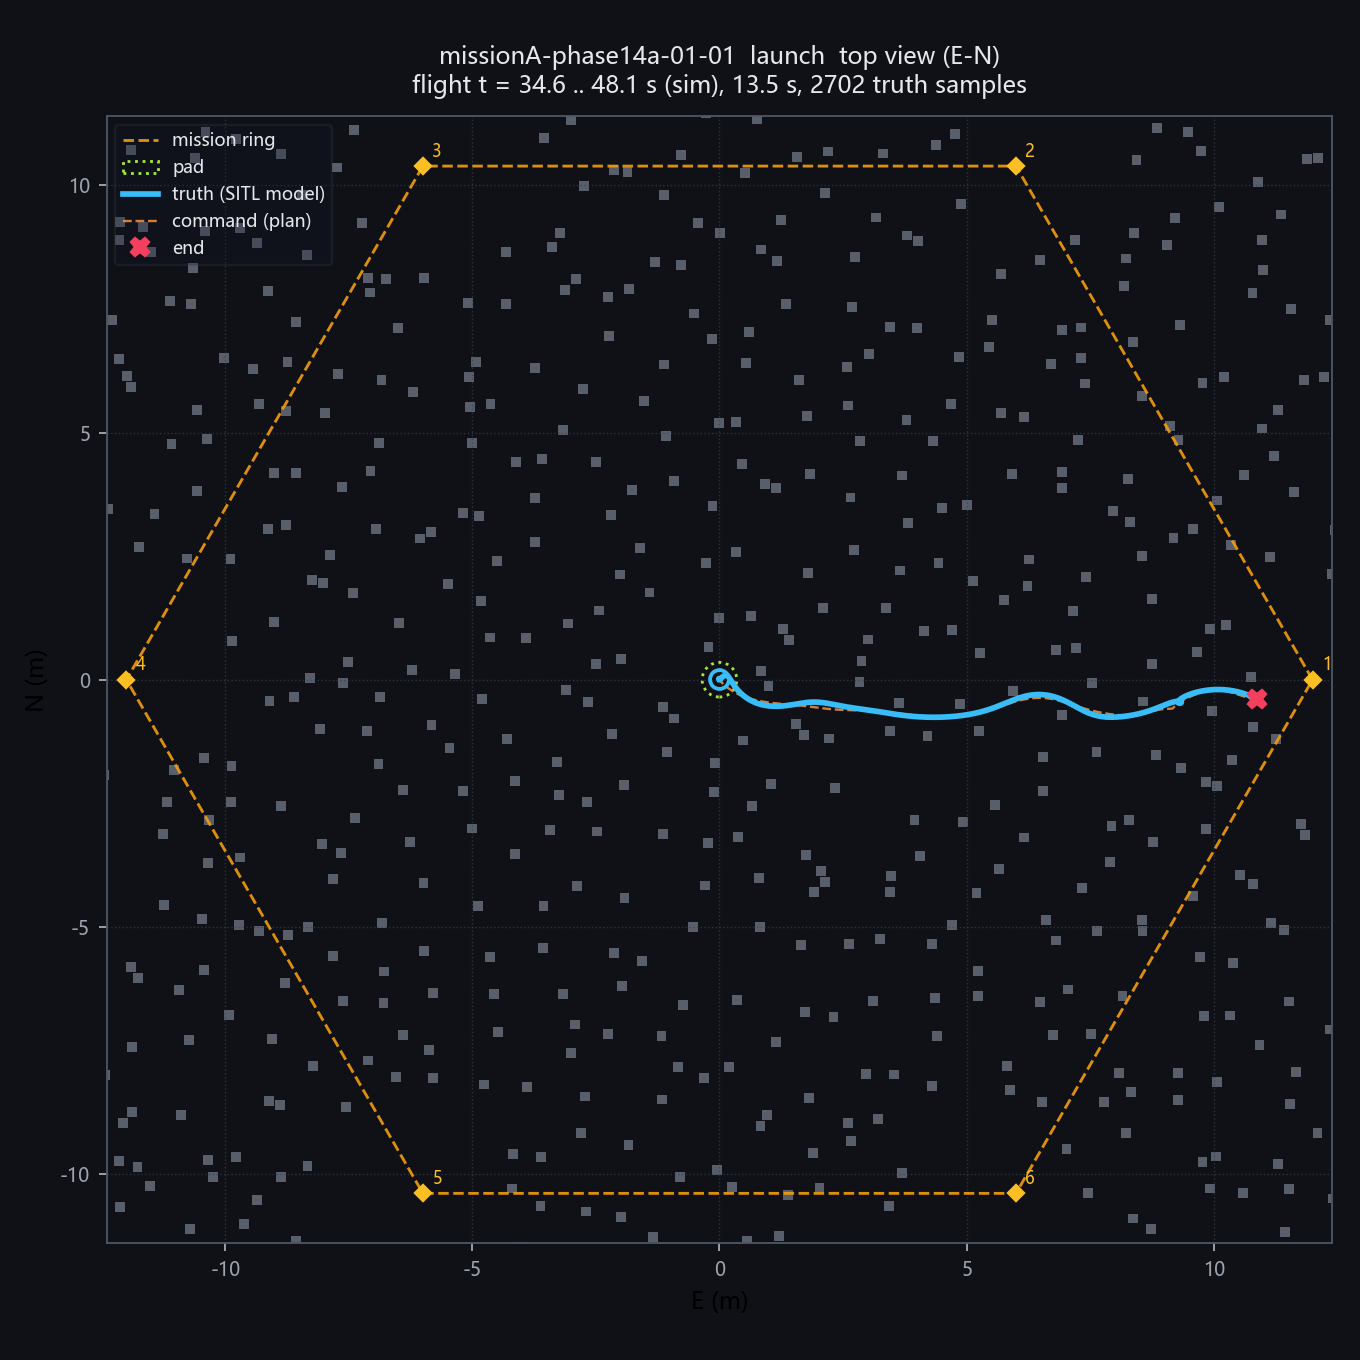 missionA-phase14a-01-01  launch  top view (E-N)
flight t = 34.6 .. 48.1 s (sim), 13.5 s, 2702 truth samples
mission ring
pad
truth (SITL model)
command (plan)
end
3
2
4
1
5
6
10
5
0
-5
-10
N (m)
-10
-5
0
5
10
E (m)